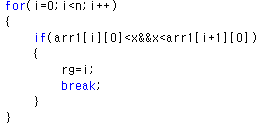 for(i=0;i<n;i++)
{
if(arr1[i][0]<x&&x<arr1[i+1][0])
{
rg=i;
break;
}
}